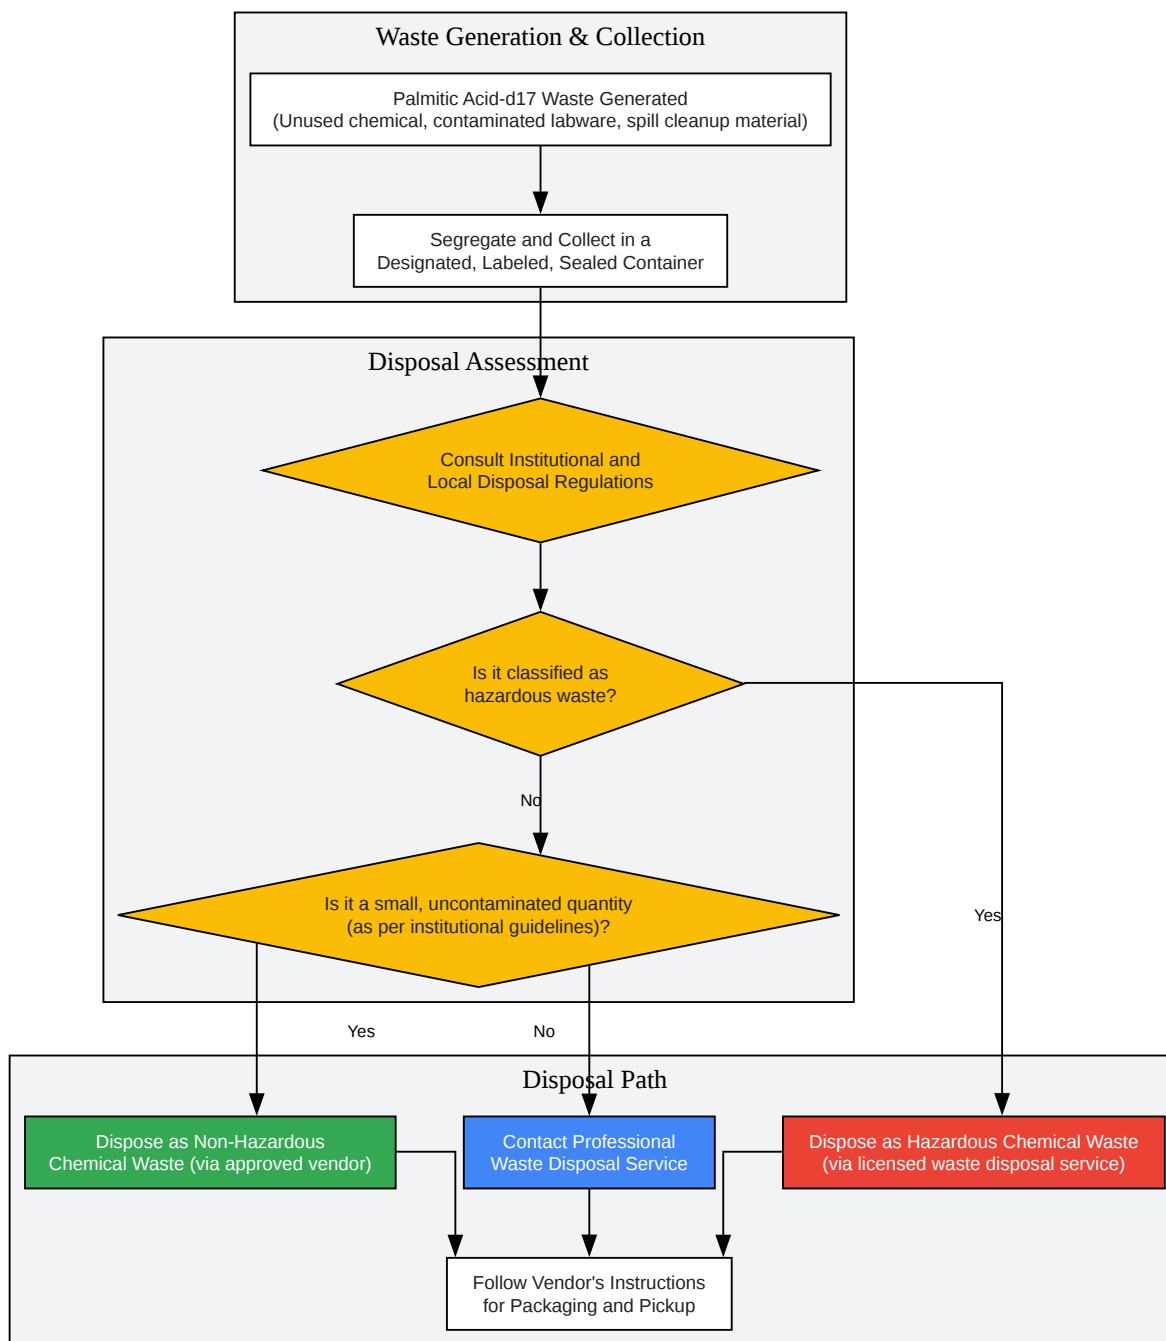 Waste Generation & Collection
Palmitic Acid-d17 Waste Generated
(Unused chemical, contaminated labware, spill cleanup material)
Segregate and Collect in a
Designated, Labeled, Sealed Container
Disposal Assessment
Consult Institutional and
Local Disposal Regulations
Is it classified as
hazardous waste?
No
Is it a small, uncontaminated quantity
(as per institutional guidelines)?
Yes
Yes
No
Disposal Path
Dispose as Non-Hazardous
Chemical Waste (via approved vendor)
Contact Professional
Waste Disposal Service
Dispose as Hazardous Chemical Waste
(via licensed waste disposal service)
Follow Vendor's Instructions
for Packaging and Pickup